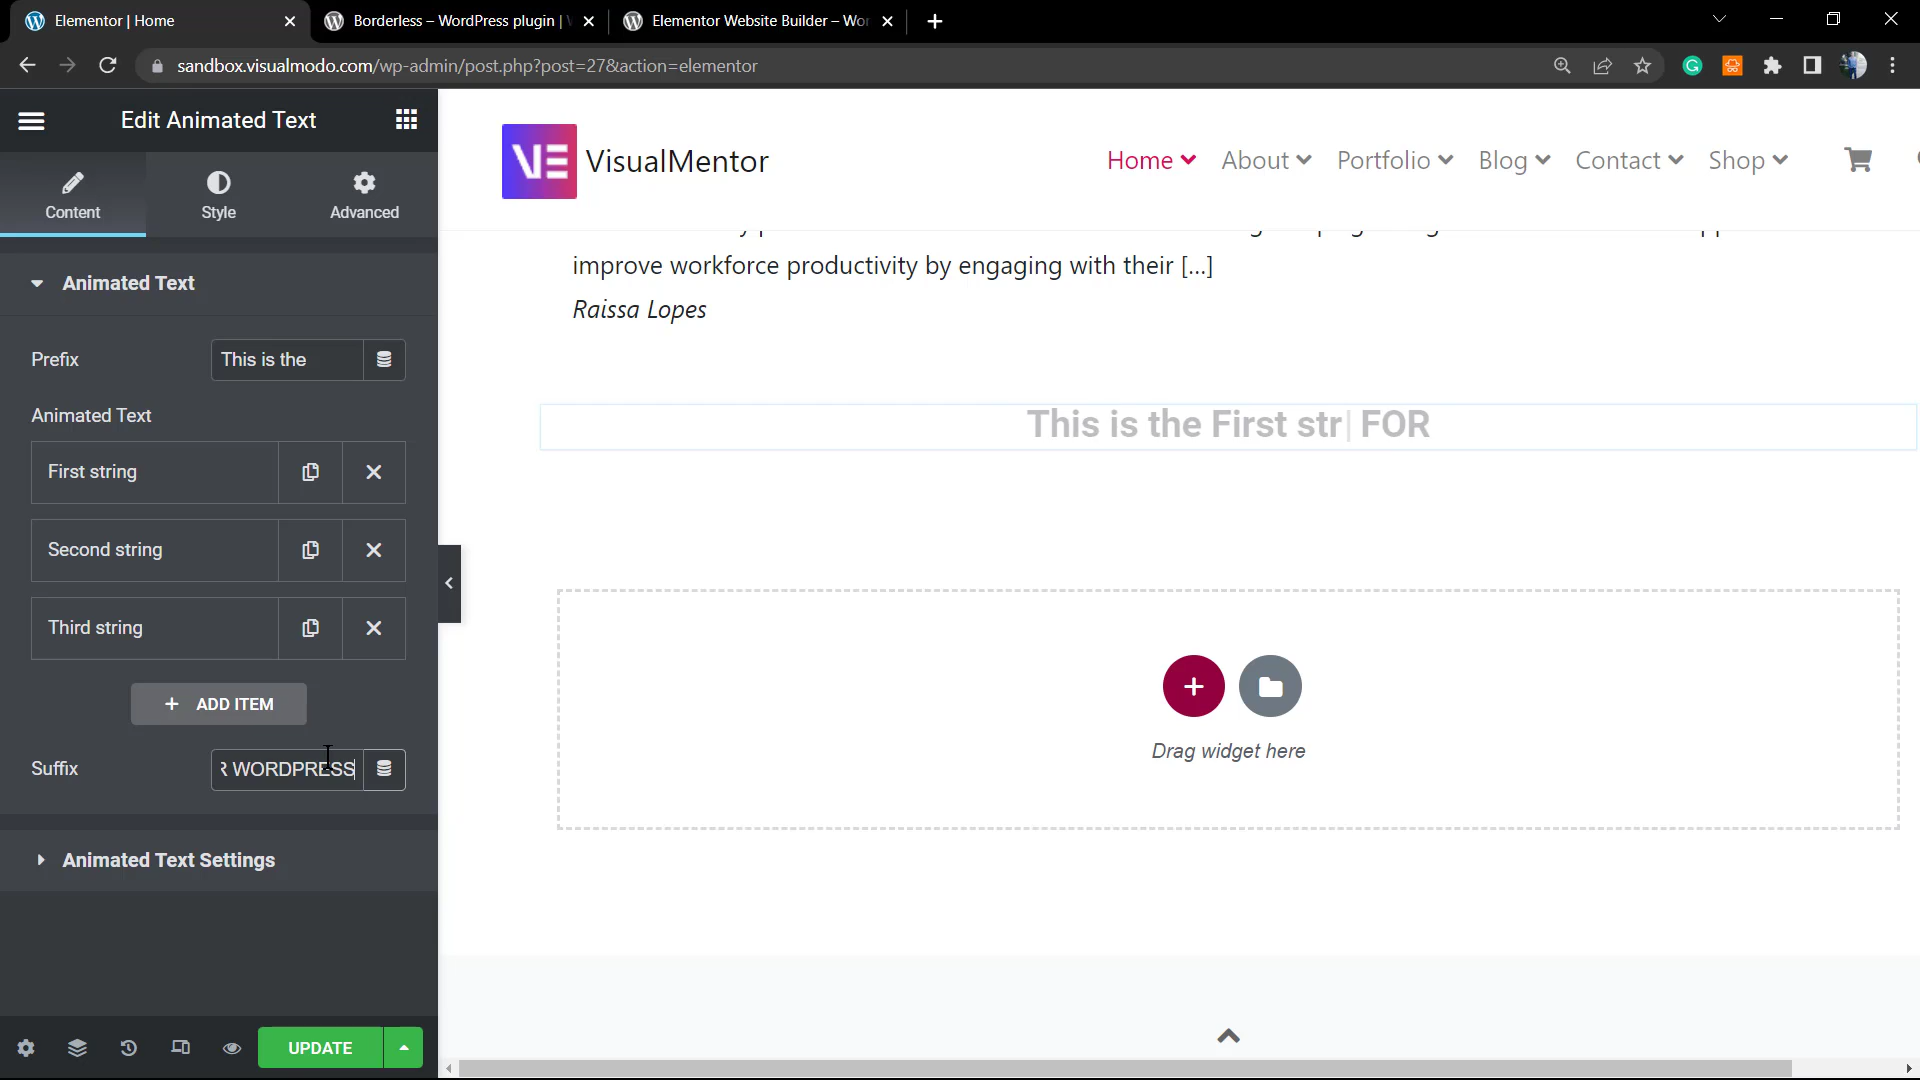 Elementor | Home
Borderless – WordPress plugin |
Elementor Website Builder – Wor
sandbox.visualmodo.com/wp-admin/post.php?post=27&action=elementor
Edit Animated Text
Content
Style
Advanced
Animated Text
Prefix
This is the
Animated Text
First string
Second string
Third string
+ ADD ITEM
Suffix
R WORDPRESS
Animated Text Settings
UPDATE
VE VisualMentor
Home
About
Portfolio
Blog
Contact
Shop
improve workforce productivity by engaging with their […]
Raissa Lopes
This is the First str| FOR
Drag widget here